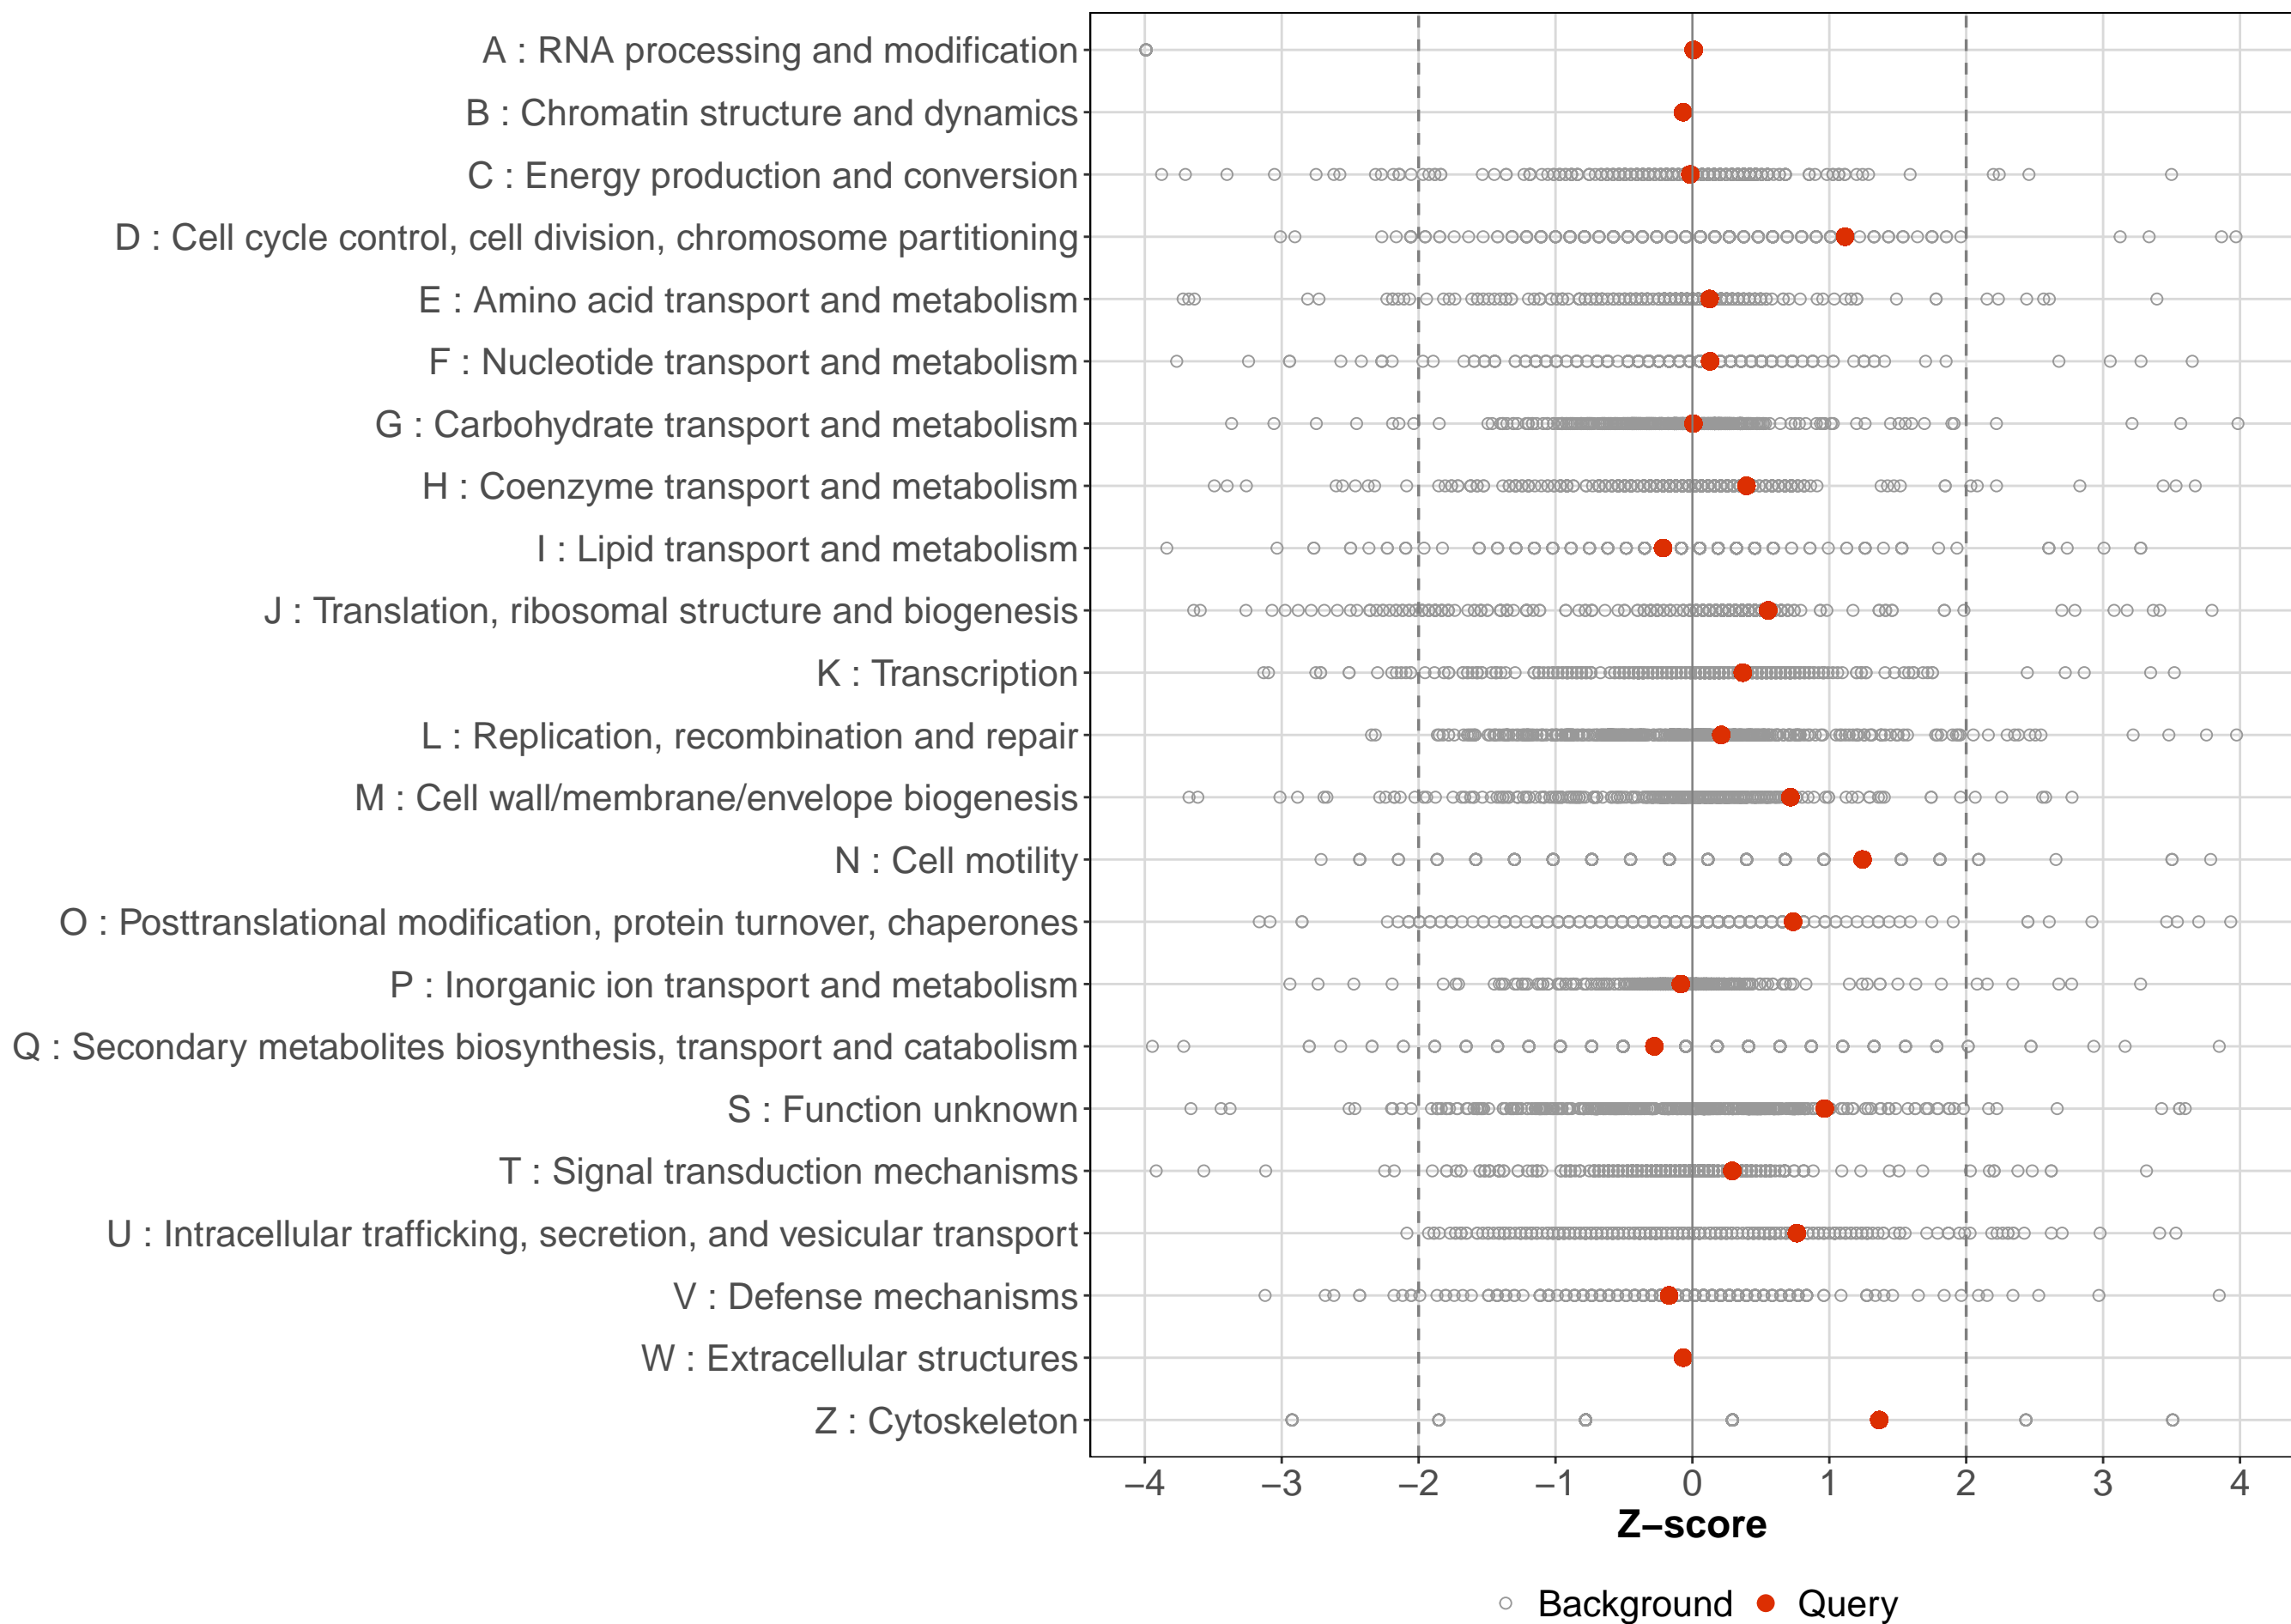 A : RNA processing and modification
B : Chromatin structure and dynamics
C : Energy production and conversion
D : Cell cycle control, cell division, chromosome partitioning
E : Amino acid transport and metabolism
F : Nucleotide transport and metabolism
G : Carbohydrate transport and metabolism
H : Coenzyme transport and metabolism
I : Lipid transport and metabolism
J : Translation, ribosomal structure and biogenesis
K : Transcription
L : Replication, recombination and repair
M : Cell wall/membrane/envelope biogenesis
N : Cell motility
O : Posttranslational modification, protein turnover, chaperones
P : Inorganic ion transport and metabolism
Q : Secondary metabolites biosynthesis, transport and catabolism
S : Function unknown
T : Signal transduction mechanisms
U : Intracellular trafficking, secretion, and vesicular transport
V : Defense mechanisms
W : Extracellular structures
Z : Cytoskeleton
−4 −3 −2 −1 0 1 2 3 4
Z−score
Background Query